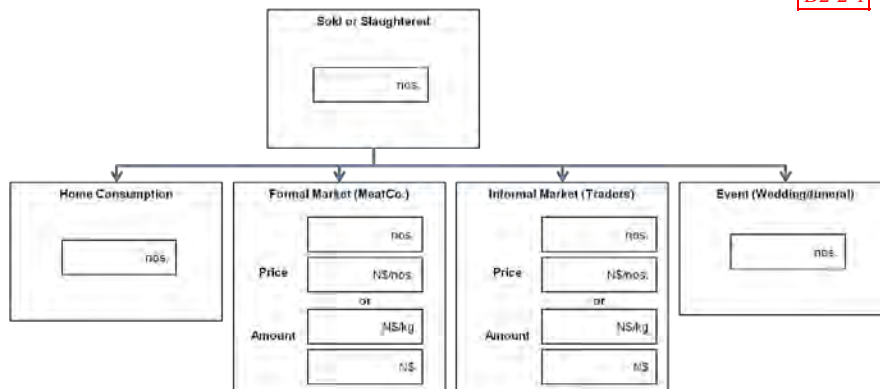 Sold or Slaughtered
nos.
Home Consumption
nos.
Formal Market (MeatCo.)
nos.
Price
N$/nos.
or
N$/kg
Amount
N$
Informal Market (Traders)
nos.
Price
N$/nos.
or
N$/kg
Amount
N$
Event (Wedding/funeral)
nos.